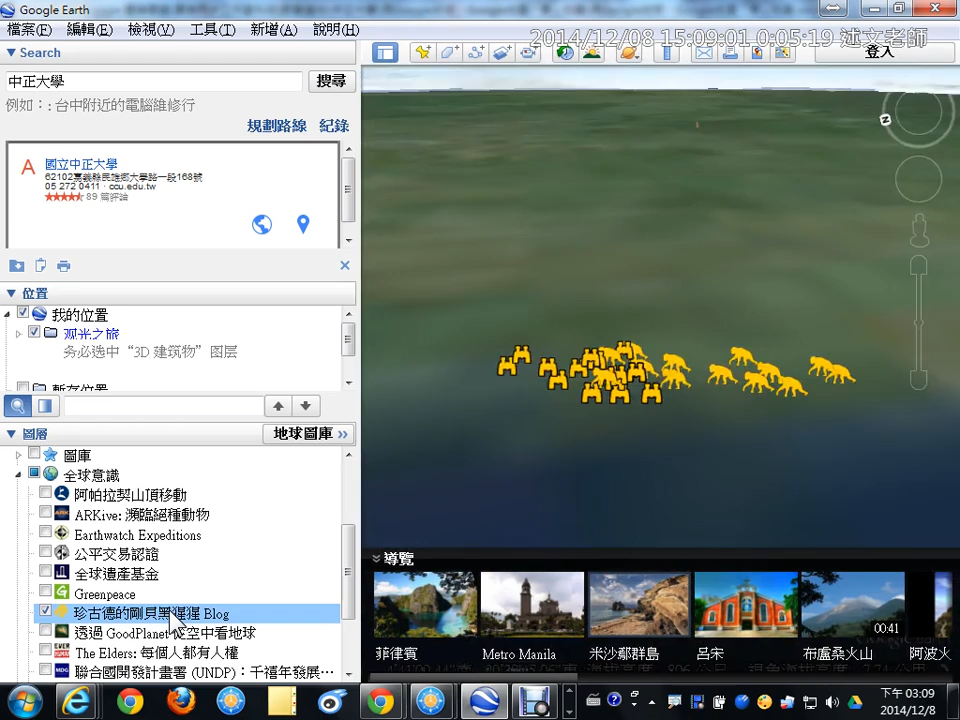 Google Earth
檔案(F) 編輯(E) 檢視(V) 工具(T) 新增(A) 說明(H)
2014/12/08 15:09:01 0:05:19 述文老師
登入
Search
中正大學
搜尋
例如：: 台中附近的電腦維修行
規劃路線 紀錄
A 國立中正大學
62102嘉義縣民雄鄉大學路一段168號
05 272 0411 · ccu.edu.tw
89 篇評論
位置
我的位置
观光之旅
务必选中“3D 建筑物”图层
暫存位置
圖層
地球圖庫 »
圖庫
全球意識
阿帕拉契山頂移動
ARKive: 瀕臨絕種動物
Earthwatch Expeditions
公平交易認證
全球遺產基金
Greenpeace
珍古德的剛貝黑猩猩 Blog
透過 GoodPlanet 從空中看地球
The Elders: 每個人都有人權
聯合國開發計畫署 (UNDP)：千禧年發展⋯
導覽
00:41
菲律賓 Metro Manila 米沙鄢群島 呂宋 布盧桑火山 阿波火
下午 03:09
2014/12/8